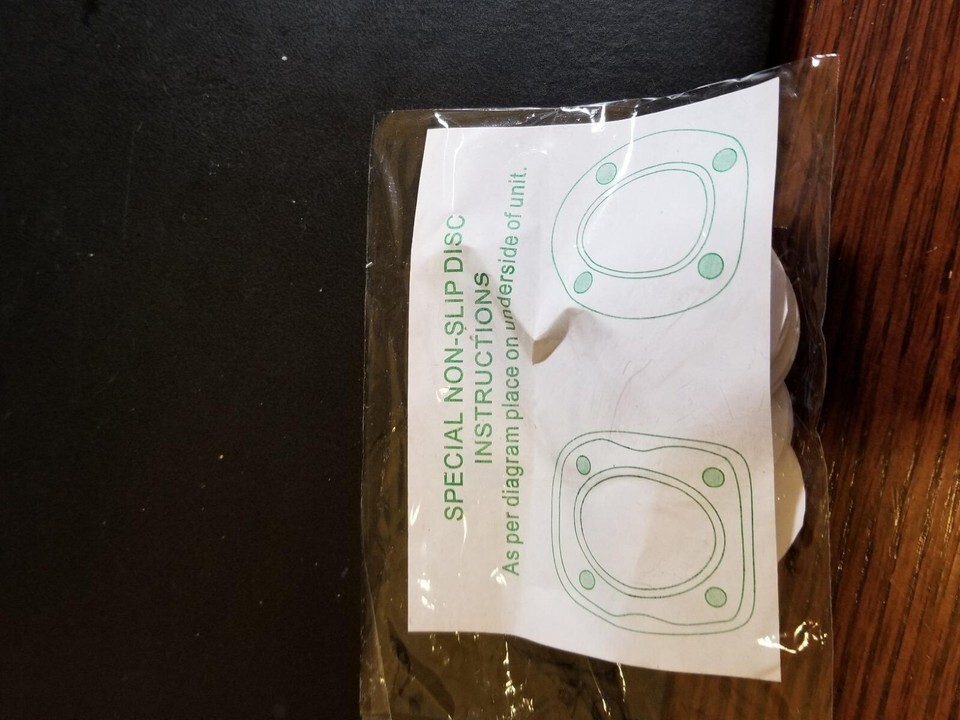 SPECIAL NON-SLIP DISC
INSTRUCTIONS
As per diagram place on underside of unit.